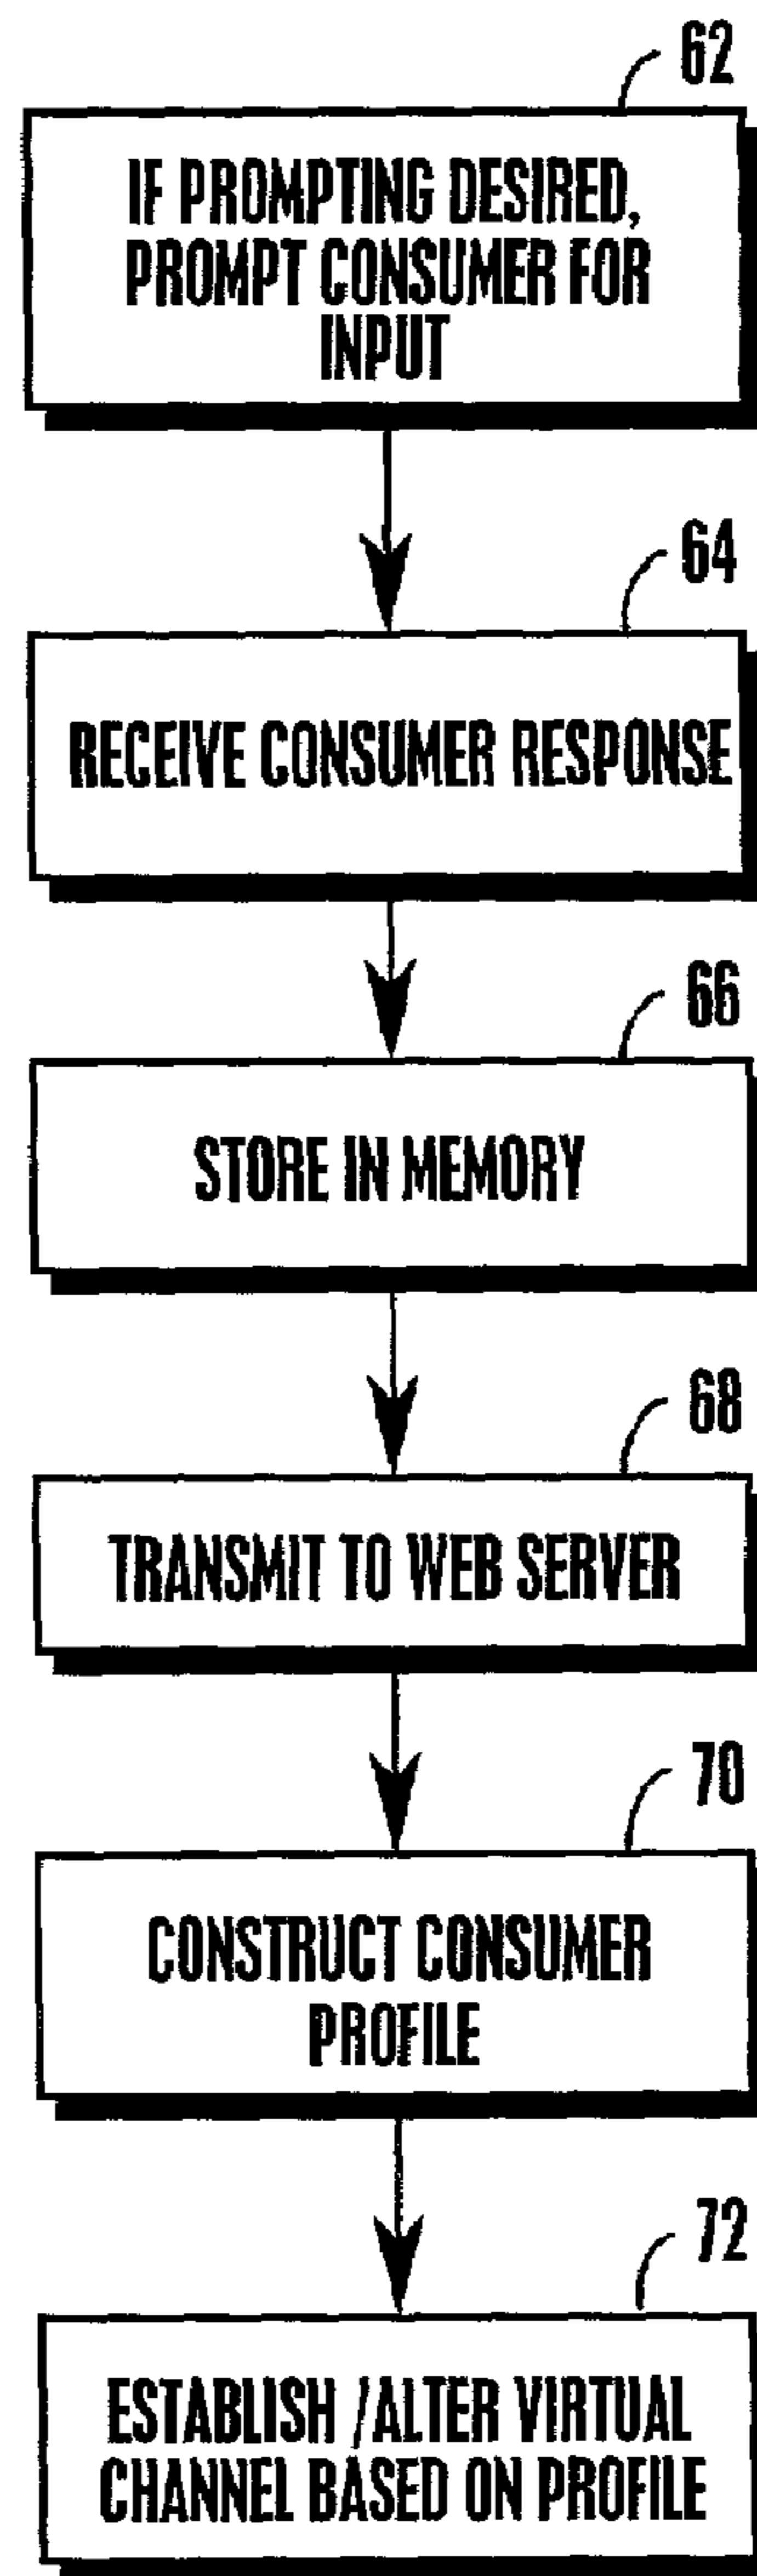 62
IF PROMPTING DESIRED,
PROMPT CONSUMER FOR
INPUT
64
RECEIVE CONSUMER RESPONSE
66
STORE IN MEMORY
68
TRANSMIT TO WEB SERVER
70
CONSTRUCT CONSUMER
PROFILE
72
ESTABLISH /ALTER VIRTUAL
CHANNEL BASED ON PROFILE